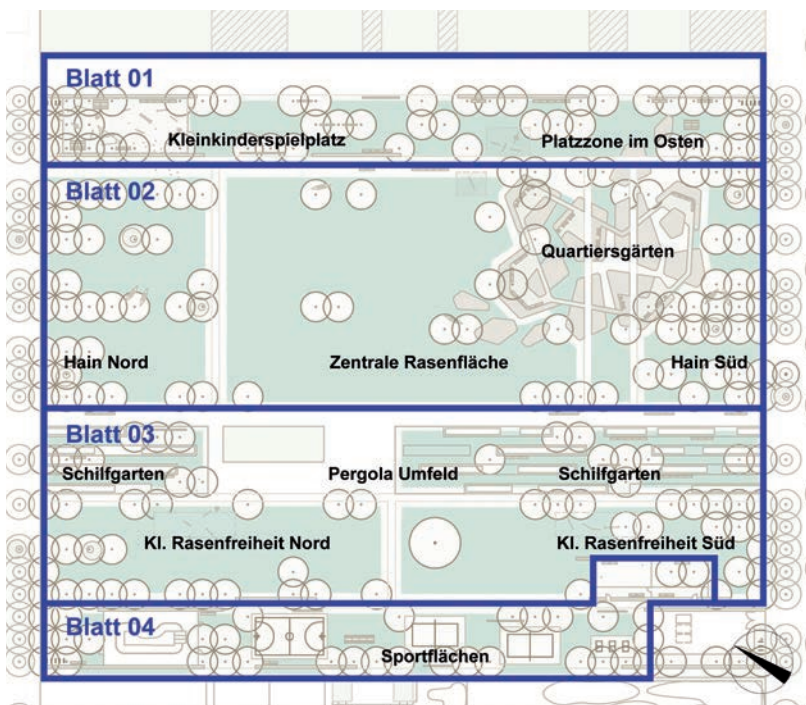 Blatt 01
Kleinkinderspielplatz
Platzzone im Osten
Blatt 02
Quartiersgärten
Hain Nord
Zentrale Rasenfläche
Hain Süd
Blatt 03
Schilfgarten
Pergola Umfeld
Schilfgarten
Kl. Rasenfreiheit Nord
Kl. Rasenfreiheit Süd
Blatt 04
Sportflächen